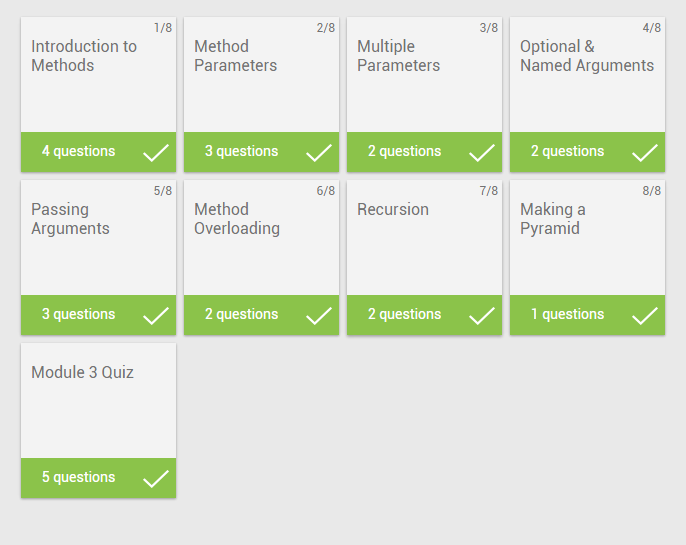 1/8
Introduction to
Methods
4 questions
2/8
Method
Parameters
3 questions
3/8
Multiple
Parameters
2 questions
4/8
Optional &
Named Arguments
2 questions
5/8
Passing
Arguments
3 questions
6/8
Method
Overloading
2 questions
7/8
Recursion
2 questions
8/8
Making a
Pyramid
1 questions
Module 3 Quiz
5 questions